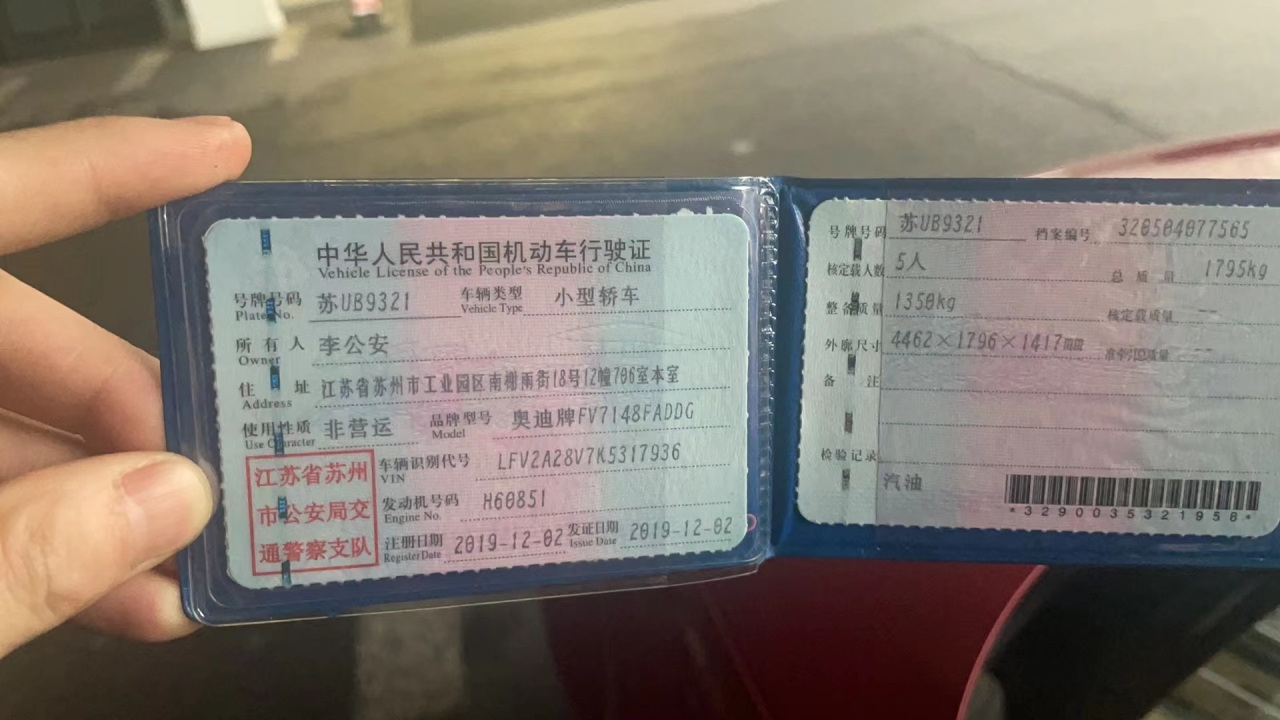 中华人民共和国机动车行驶证
Vehicle License of the People's Republic of China
号牌号码 苏UB9321 车辆类型 小型轿车
Plate No. Vehicle Type
所有人 李公安
Owner
住址 江苏省苏州市工业园区南榭雨街18号12幢706室本室
Address
使用性质 非营运 品牌型号 奥迪牌FV7148FADDG
Use Character Model
江苏省苏州
市公安局交
通警察支队
车辆识别代号 LFV2A28V7K5317936
VIN
发动机号码 H60851
Engine No.
注册日期 2019-12-02 发证日期 2019-12-02
Register Date Issue Date
号牌号码 苏UB9321 档案编号 320504077565
核定载人数 5人 总质量 1795kg
整备质量 1350kg 核定载质量 --
外廓尺寸 4462×1796×1417mm 准牵引总质量 --
备注
检验记录
汽油
*3290035321958*